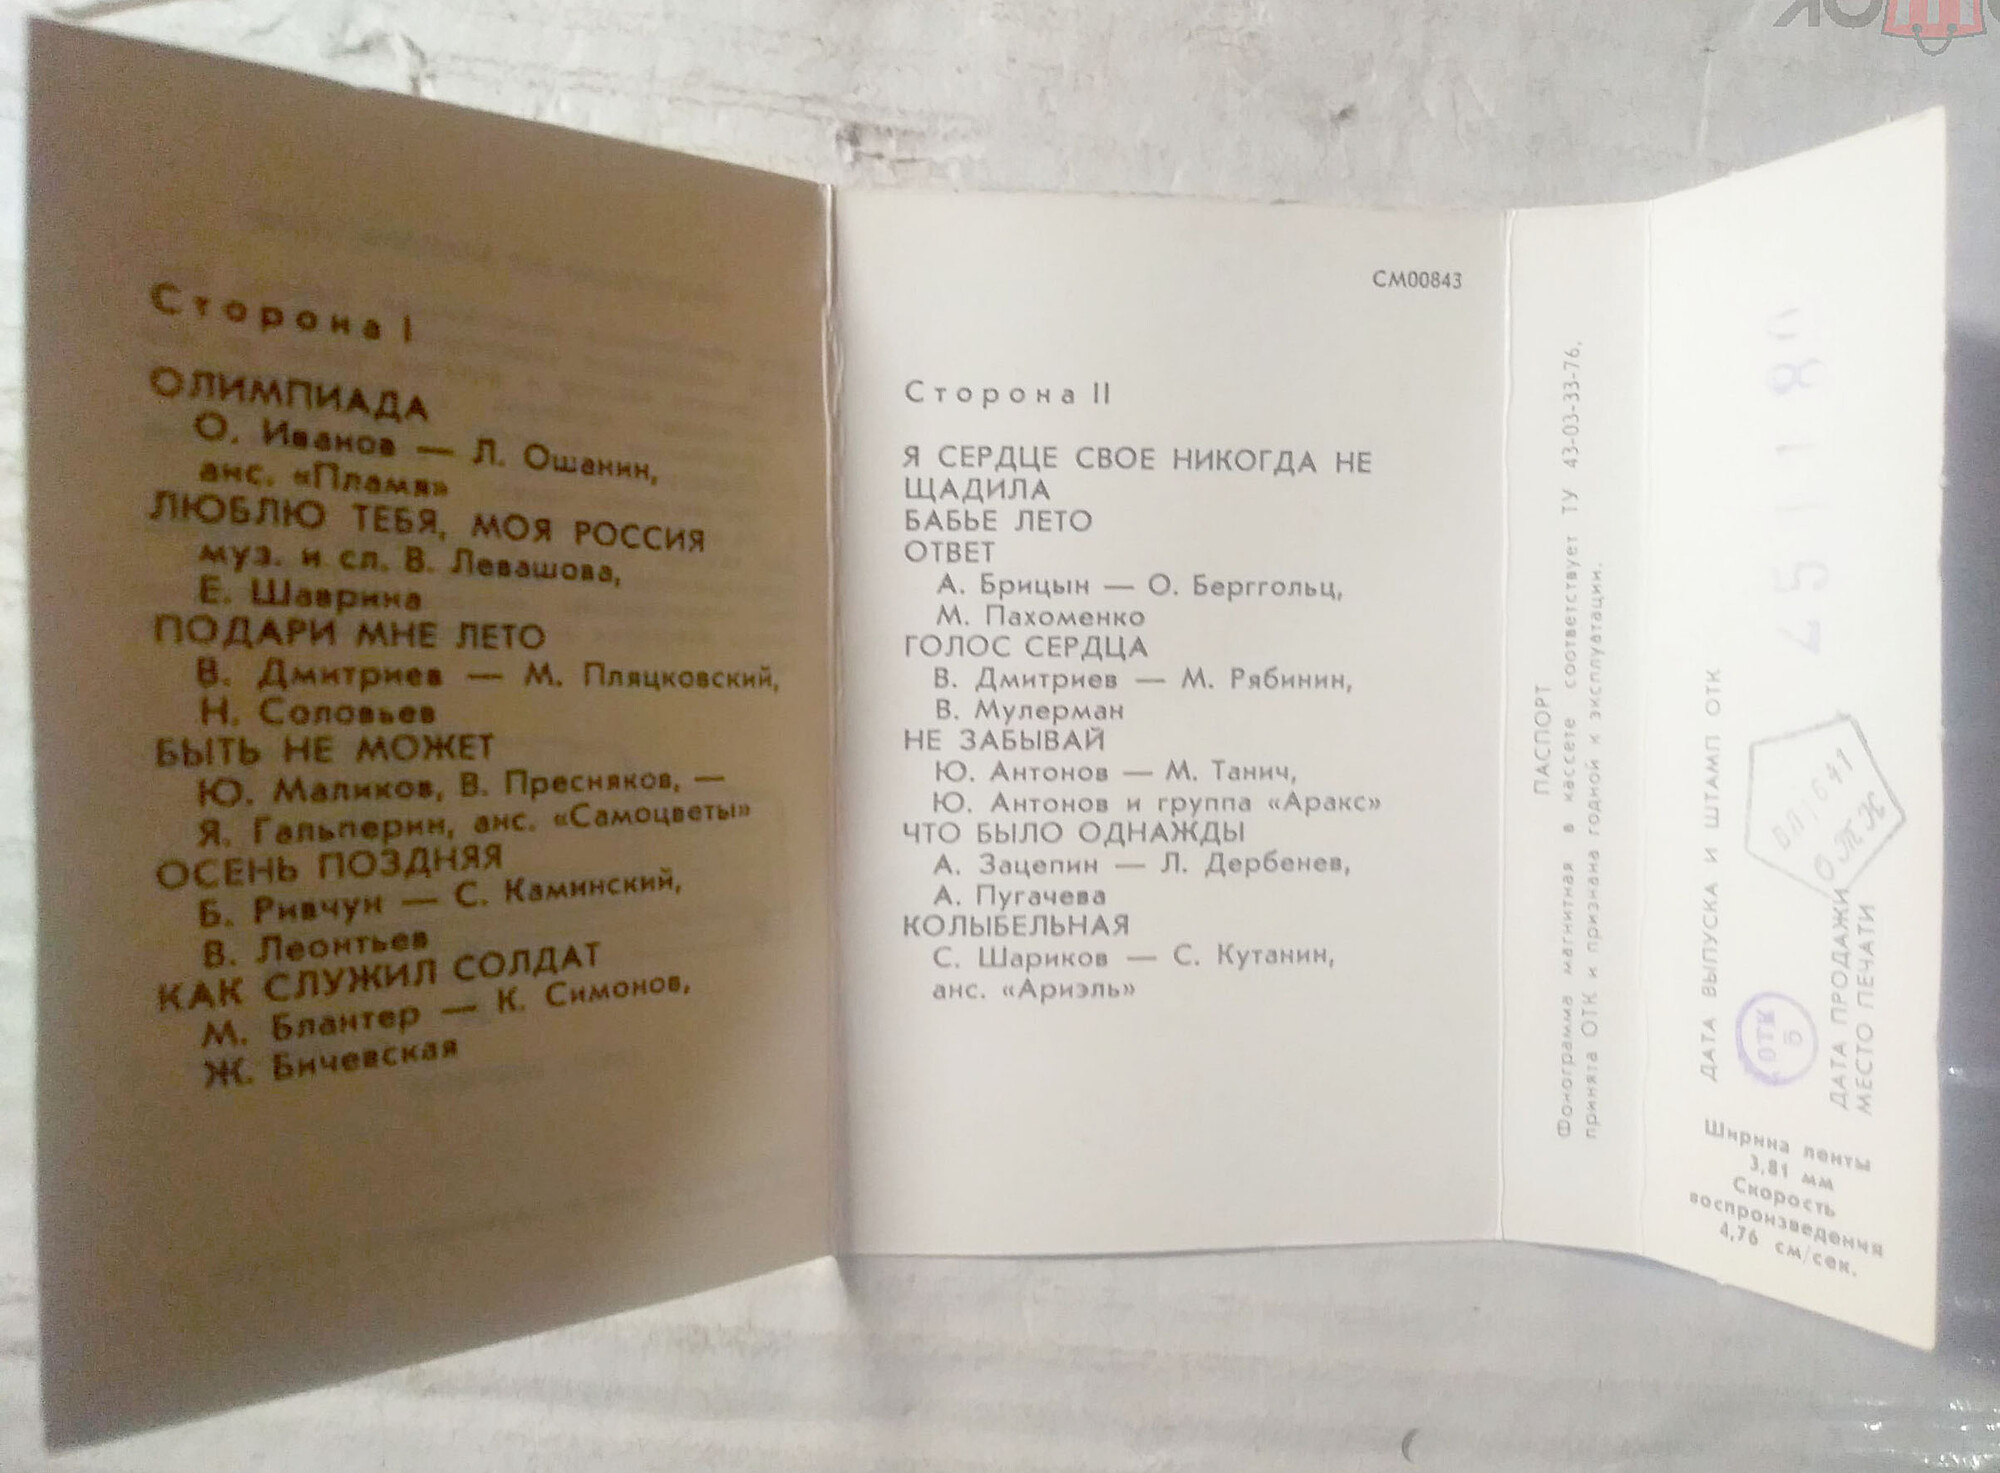 Сторона I
ОЛИМПИАДА
О. Иванов — Л. Ошанин,
анс. «Пламя»
ЛЮБЛЮ ТЕБЯ, МОЯ РОССИЯ
муз. и сл. В. Левашова,
Е. Шаврина
ПОДАРИ МНЕ ЛЕТО
В. Дмитриев — М. Пляцковский,
Н. Соловьев
БЫТЬ НЕ МОЖЕТ
Ю. Маликов, В. Пресняков, —
Я. Гальперин, анс. «Самоцветы»
ОСЕНЬ ПОЗДНЯЯ
Б. Ривчун — С. Каминский,
В. Леонтьев
КАК СЛУЖИЛ СОЛДАТ
М. Блантер — К. Симонов,
Ж. Бичевская
СМ00843
Сторона II
Я СЕРДЦЕ СВОЕ НИКОГДА НЕ
ЩАДИЛА
БАБЬЕ ЛЕТО
ОТВЕТ
А. Брицын — О. Берггольц,
М. Пахоменко
ГОЛОС СЕРДЦА
В. Дмитриев — М. Рябинин,
В. Мулерман
НЕ ЗАБЫВАЙ
Ю. Антонов — М. Танич,
Ю. Антонов и группа «Аракс»
ЧТО БЫЛО ОДНАЖДЫ
А. Зацепин — Л. Дербенев,
А. Пугачева
КОЛЫБЕЛЬНАЯ
С. Шариков — С. Кутанин,
анс. «Ариэль»
ПАСПОРТ
Фонограмма магнитная в кассете соответствует ТУ 43-03-33-76,
принята ОТК и признана годной к эксплуатации.
ДАТА ВЫПУСКА И ШТАМП ОТК
ОТК
6
ДАТА ПРОДАЖИ
МЕСТО ПЕЧАТИ
Ширина ленты
3,81 мм
Скорость
воспроизведения
4,76 см/сек.